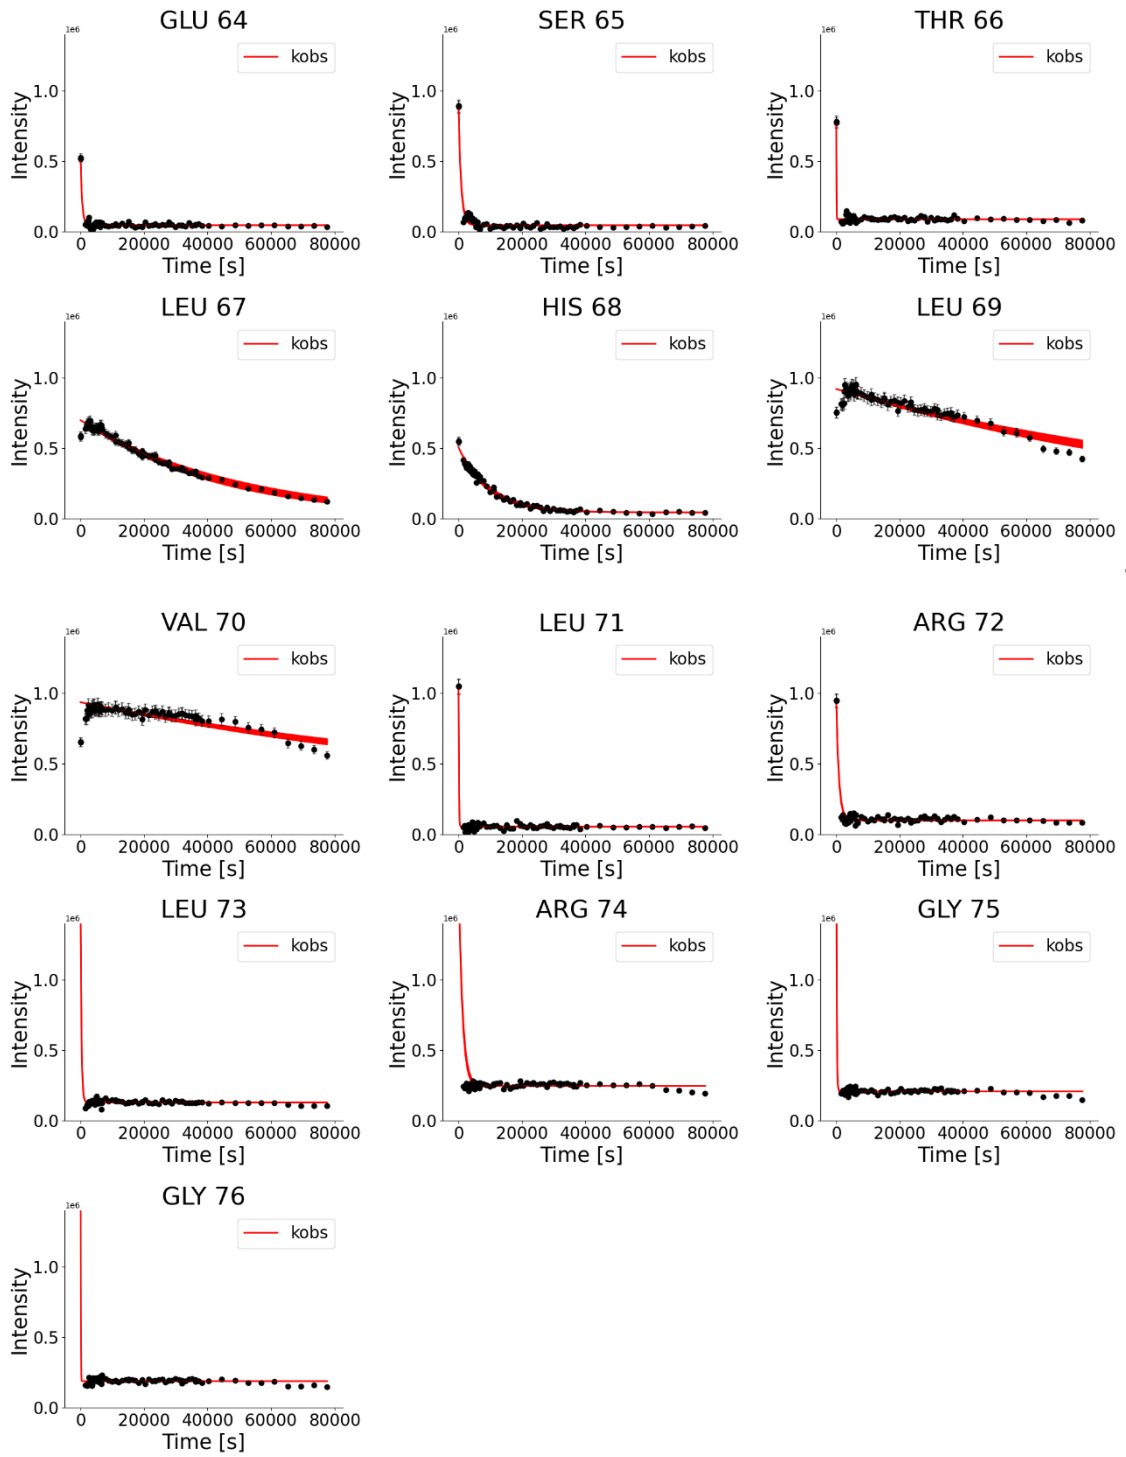 GLU 64 SER 65 THR 66
1e6 1e6 1e6
kobs kobs kobs
1.0 1.0 1.0
Intensity Intensity Intensity
0.5 0.5 0.5
0.0 0.0 0.0
0 20000 40000 60000 80000 0 20000 40000 60000 80000 0 20000 40000 60000 80000
Time [s] Time [s] Time [s]
LEU 67 HIS 68 LEU 69
1e6 1e6 1e6
kobs kobs kobs
1.0 1.0 1.0
Intensity Intensity Intensity
0.5 0.5 0.5
0.0 0.0 0.0
0 20000 40000 60000 80000 0 20000 40000 60000 80000 0 20000 40000 60000 80000
Time [s] Time [s] Time [s]
VAL 70 LEU 71 ARG 72
1e6 1e6 1e6
kobs kobs kobs
1.0 1.0 1.0
Intensity Intensity Intensity
0.5 0.5 0.5
0.0 0.0 0.0
0 20000 40000 60000 80000 0 20000 40000 60000 80000 0 20000 40000 60000 80000
Time [s] Time [s] Time [s]
LEU 73 ARG 74 GLY 75
1e6 1e6 1e6
kobs kobs kobs
1.0 1.0 1.0
Intensity Intensity Intensity
0.5 0.5 0.5
0.0 0.0 0.0
0 20000 40000 60000 80000 0 20000 40000 60000 80000 0 20000 40000 60000 80000
Time [s] Time [s] Time [s]
GLY 76
1e6
kobs
1.0
Intensity
0.5
0.0
0 20000 40000 60000 80000
Time [s]